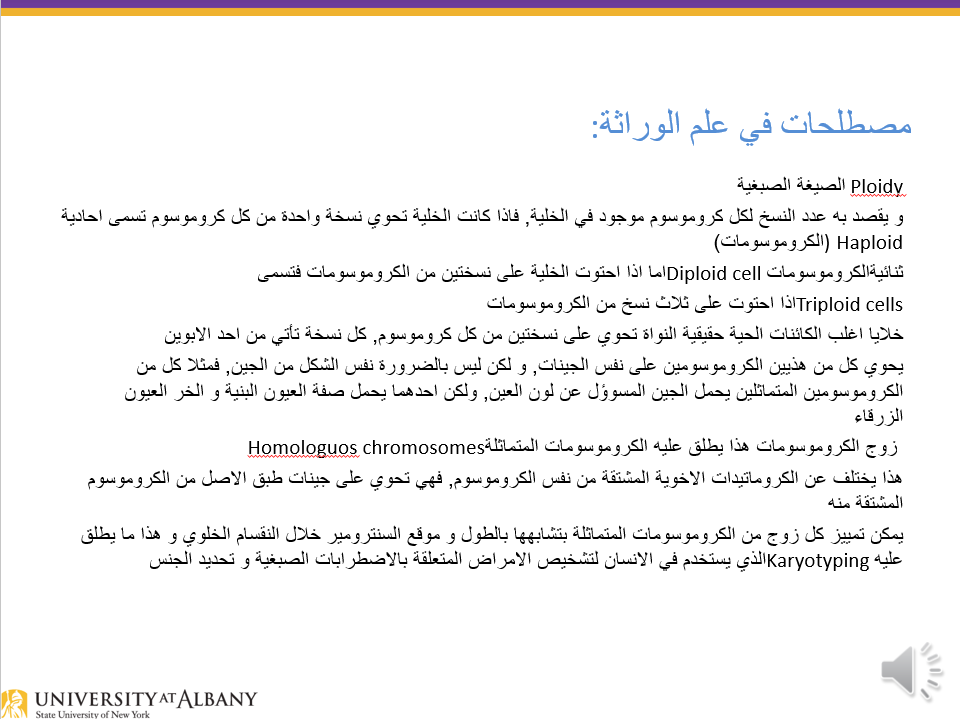 مصطلحات في علم الوراثة:
Ploidy الصيغة الصبغية
و يقصد به عدد النسخ لكل كروموسوم موجود في الخلية, فاذا كانت الخلية تحوي نسخة واحدة من كل كروموسوم تسمى احادية
Haploid (الكروموسومات)
ثنائيةالكروموسومات Diploid cellاما اذا احتوت الخلية على نسختين من الكروموسومات فتسمى
Triploid cellsاذا احتوت على ثلاث نسخ من الكروموسومات
خلايا اغلب الكائنات الحية حقيقية النواة تحوي على نسختين من كل كروموسوم, كل نسخة تأتي من احد الابوين
يحوي كل من هذيين الكروموسومين على نفس الجينات, و لكن ليس بالضرورة نفس الشكل من الجين, فمثلا كل من
الكروموسومين المتماثلين يحمل الجين المسوؤل عن لون العين, ولكن احدهما يحمل صفة العيون البنية و الخر العيون
الزرقاء
زوج الكروموسومات هذا يطلق عليه الكروموسومات المتماثلةHomologuos chromosomes
هذا يختلف عن الكروماتيدات الاخوية المشتقة من نفس الكروموسوم, فهي تحوي على جينات طبق الاصل من الكروموسوم
المشتقة منه
يمكن تمييز كل زوج من الكروموسومات المتماثلة بتشابهها بالطول و موقع السنترومير خلال النقسام الخلوي و هذا ما يطلق
عليه Karyotypingالذي يستخدم في الانسان لتشخيص الامراض المتعلقة بالاضطرابات الصبغية و تحديد الجنس
UNIVERSITY AT ALBANY
State University of New York